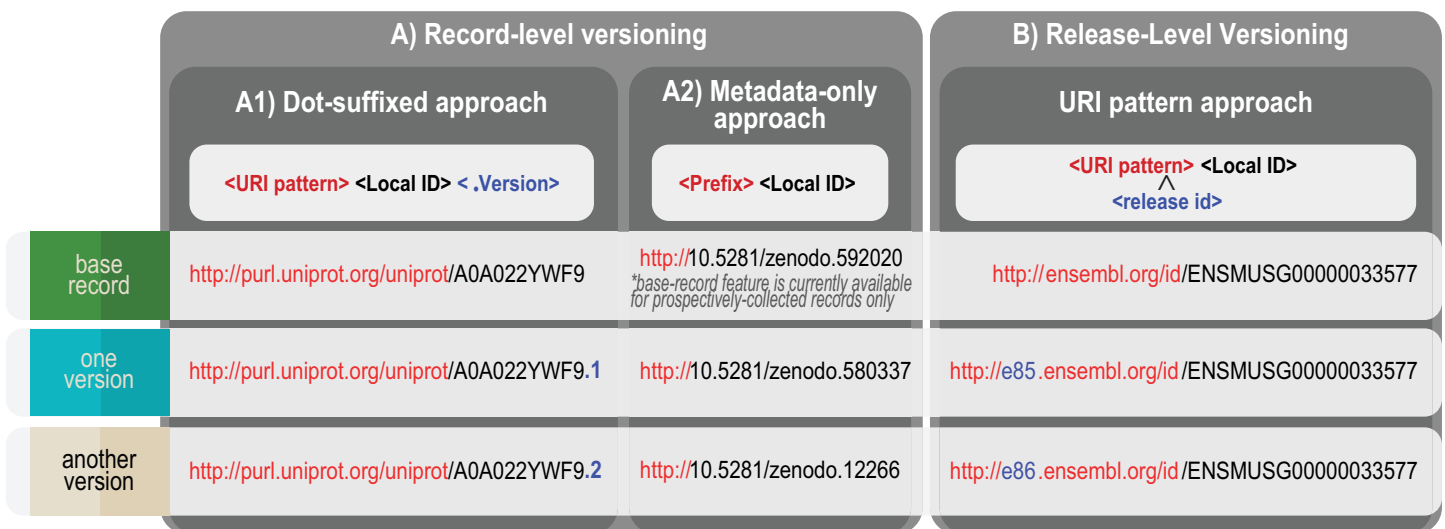 A) Record-level versioning
B) Release-Level Versioning
A1) Dot-suffixed approach
A2) Metadata-only
approach
URI pattern approach
<URI pattern> <Local ID> < .Version>
<Prefix> <Local ID>
<URI pattern> <Local ID>
^
<release id>
base
record
http://purl.uniprot.org/uniprot/A0A022YWF9
http://10.5281/zenodo.592020
*base-record feature is currently available
for prospectively-collected records only
http://ensembl.org/id/ENSMUSG00000033577
one
version
http://purl.uniprot.org/uniprot/A0A022YWF9.1
http://10.5281/zenodo.580337
http://e85.ensembl.org/id/ENSMUSG00000033577
another
version
http://purl.uniprot.org/uniprot/A0A022YWF9.2
http://10.5281/zenodo.12266
http://e86.ensembl.org/id/ENSMUSG00000033577